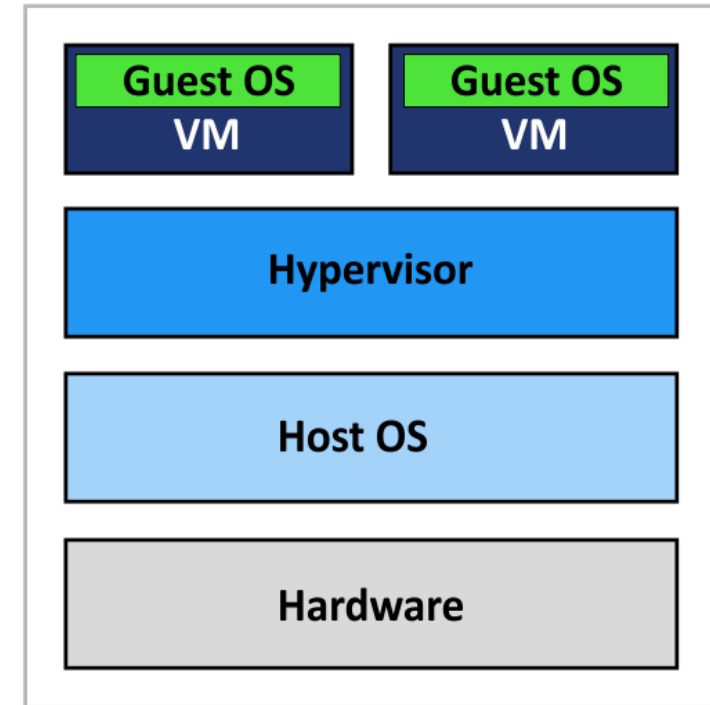 Guest OS
VM
Guest OS
VM
Hypervisor
Host OS
Hardware